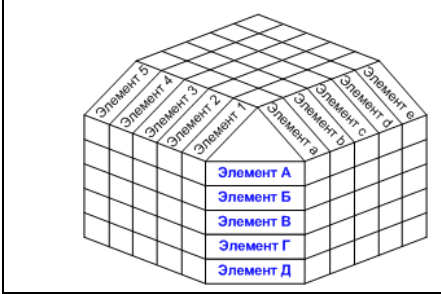 Элемент 5
Элемент 4
Элемент 3
Элемент 2
Элемент 1
Элемент a
Элемент b
Элемент c
Элемент d
Элемент e
Элемент А
Элемент Б
Элемент В
Элемент Г
Элемент Д